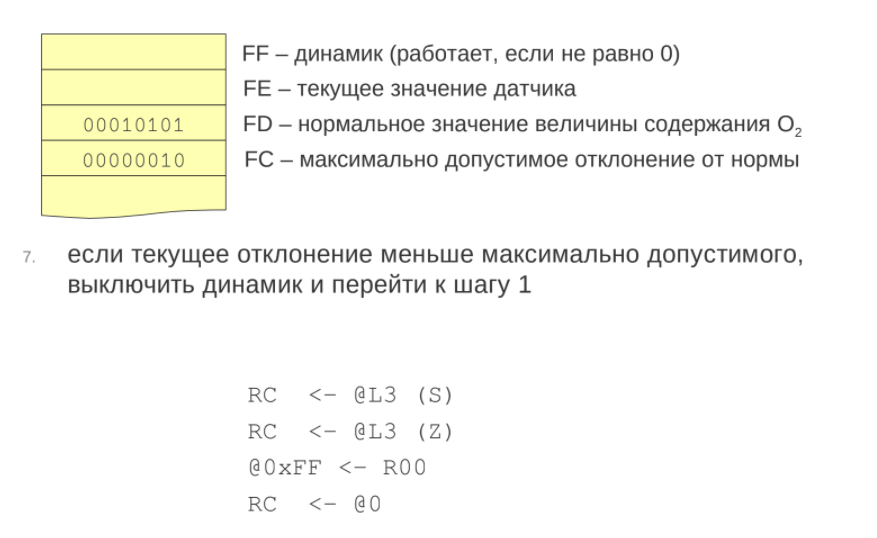 FF – динамик (работает, если не равно 0)
FE – текущее значение датчика
00010101 FD – нормальное значение величины содержания O₂
00000010 FC – максимально допустимое отклонение от нормы
7. если текущее отклонение меньше максимально допустимого,
выключить динамик и перейти к шагу 1
RC <- @L3 (S)
RC <- @L3 (Z)
@0xFF <- R00
RC <- @0